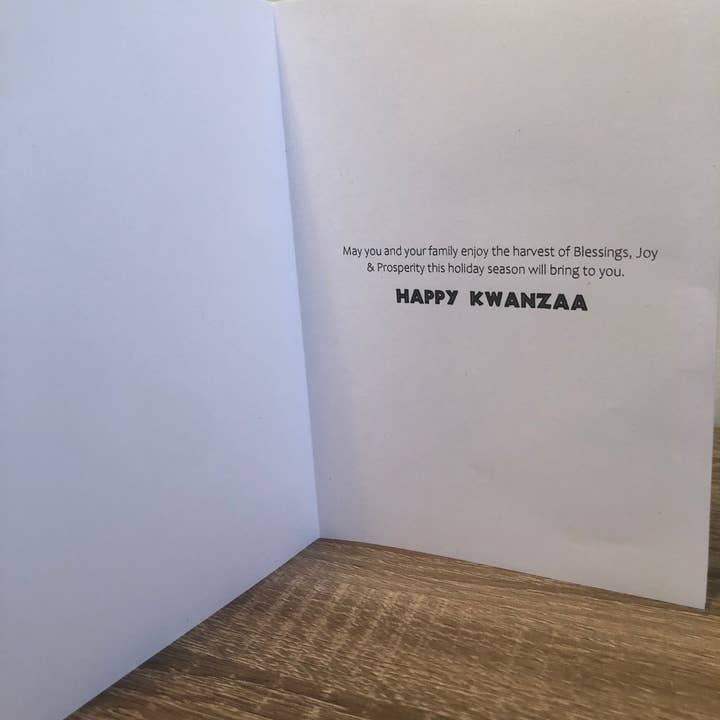 May you and your family enjoy the harvest of Blessings, Joy
& Prosperity this holiday season will bring to you.
HAPPY KWANZAA